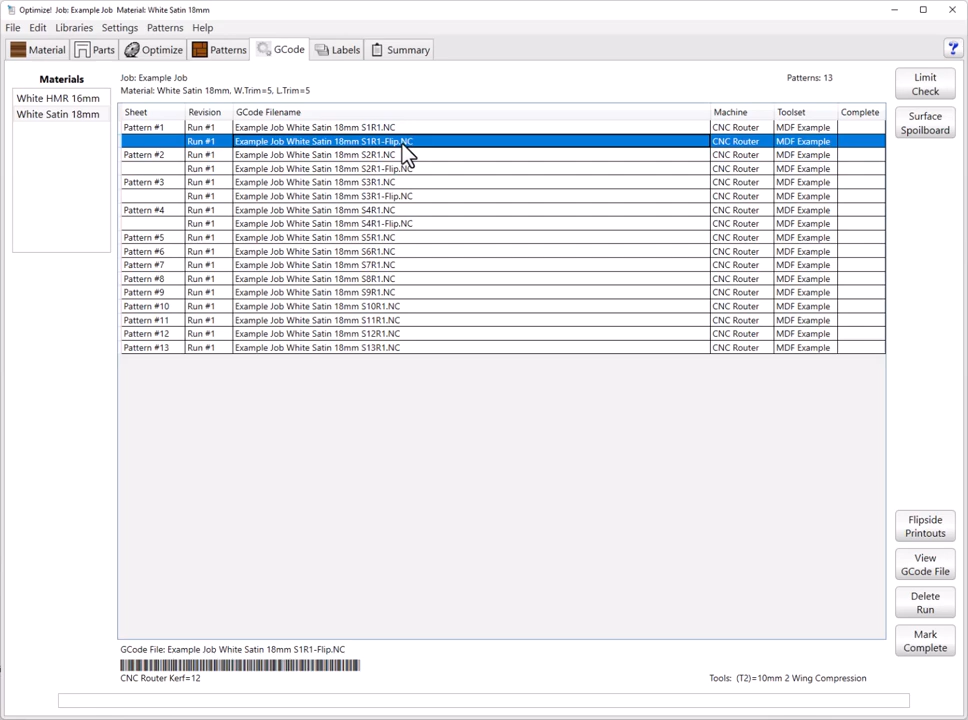 Optimize! Job: Example Job Material: White Satin 18mm
File Edit Libraries Settings Patterns Help
Material Parts Optimize Patterns GCode Labels Summary ?
Materials
White HMR 16mm
White Satin 18mm
Job: Example Job Patterns: 13
Material: White Satin 18mm, W.Trim=5, L.Trim=5
Sheet Revision GCode Filename Machine Toolset Complete
Pattern #1 Run #1 Example Job White Satin 18mm S1R1.NC CNC Router MDF Example
Run #1 Example Job White Satin 18mm S1R1-Flip.NC CNC Router MDF Example
Pattern #2 Run #1 Example Job White Satin 18mm S2R1.NC CNC Router MDF Example
Run #1 Example Job White Satin 18mm S2R1-Flip.NC CNC Router MDF Example
Pattern #3 Run #1 Example Job White Satin 18mm S3R1.NC CNC Router MDF Example
Run #1 Example Job White Satin 18mm S3R1-Flip.NC CNC Router MDF Example
Pattern #4 Run #1 Example Job White Satin 18mm S4R1.NC CNC Router MDF Example
Run #1 Example Job White Satin 18mm S4R1-Flip.NC CNC Router MDF Example
Pattern #5 Run #1 Example Job White Satin 18mm S5R1.NC CNC Router MDF Example
Pattern #6 Run #1 Example Job White Satin 18mm S6R1.NC CNC Router MDF Example
Pattern #7 Run #1 Example Job White Satin 18mm S7R1.NC CNC Router MDF Example
Pattern #8 Run #1 Example Job White Satin 18mm S8R1.NC CNC Router MDF Example
Pattern #9 Run #1 Example Job White Satin 18mm S9R1.NC CNC Router MDF Example
Pattern #10 Run #1 Example Job White Satin 18mm S10R1.NC CNC Router MDF Example
Pattern #11 Run #1 Example Job White Satin 18mm S11R1.NC CNC Router MDF Example
Pattern #12 Run #1 Example Job White Satin 18mm S12R1.NC CNC Router MDF Example
Pattern #13 Run #1 Example Job White Satin 18mm S13R1.NC CNC Router MDF Example
Limit
Check
Surface
Spoilboard
Flipside
Printouts
View
GCode File
Delete
Run
Mark
Complete
GCode File: Example Job White Satin 18mm S1R1-Flip.NC
CNC Router Kerf=12 Tools: (T2)=10mm 2 Wing Compression